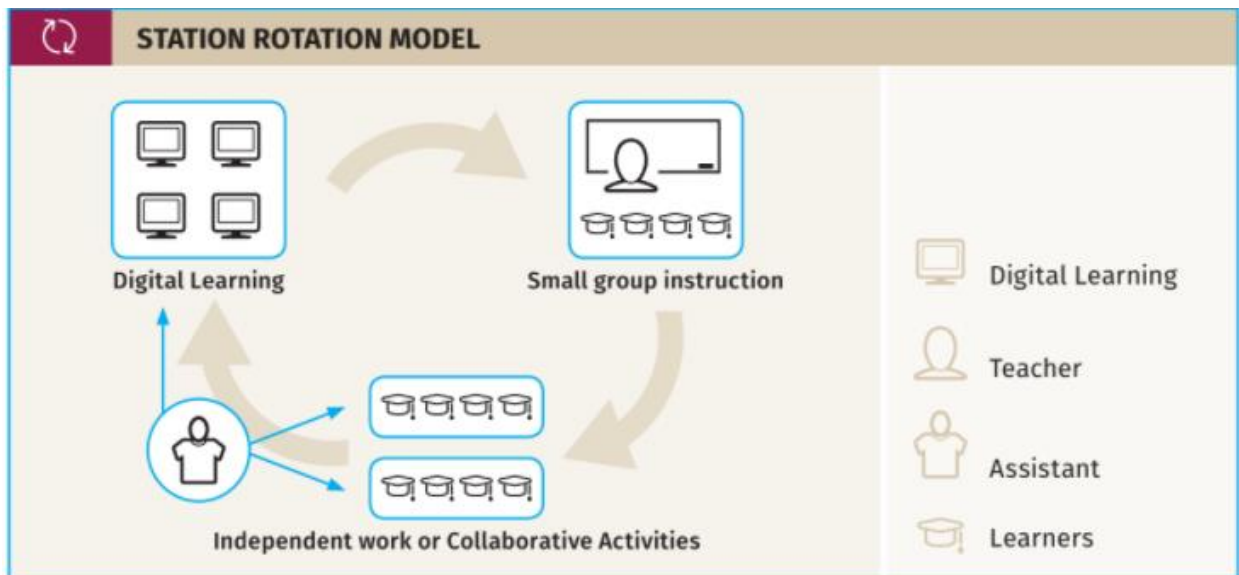 STATION ROTATION MODEL
Digital Learning
Small group instruction
Independent work or Collaborative Activities
Digital Learning
Teacher
Assistant
Learners